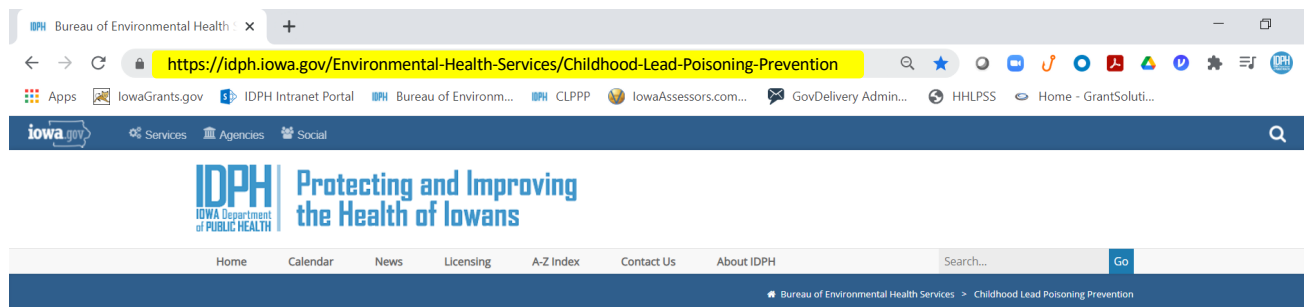 IDPH Bureau of Environmental Health S
https://idph.iowa.gov/Environmental-Health-Services/Childhood-Lead-Poisoning-Prevention
Apps IowaGrants.gov IDPH Intranet Portal IDPH Bureau of Environm... IDPH CLPPP IowaAssessors.com... GovDelivery Admin... HHLPSS Home - GrantSoluti...
iowa.gov Services Agencies Social
IDPH
IOWA Department
of PUBLIC HEALTH
Protecting and Improving
the Health of Iowans
Home Calendar News Licensing A-Z Index Contact Us About IDPH Search... Go
Bureau of Environmental Health Services > Childhood Lead Poisoning Prevention